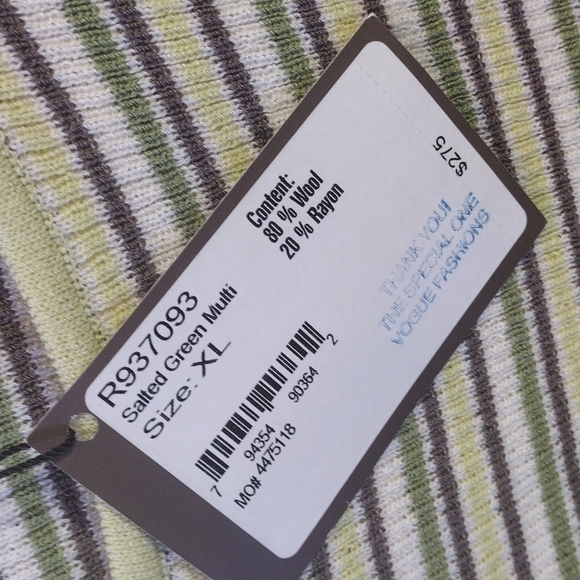 R937093
Salted Green Multi
Size: XL
7 94354 90364 2
MO# 4475118
Content:
80 % Wool
20 % Rayon
$275
THANK YOU!!
THE SPECIAL ONE
VOGUE FASHIONS